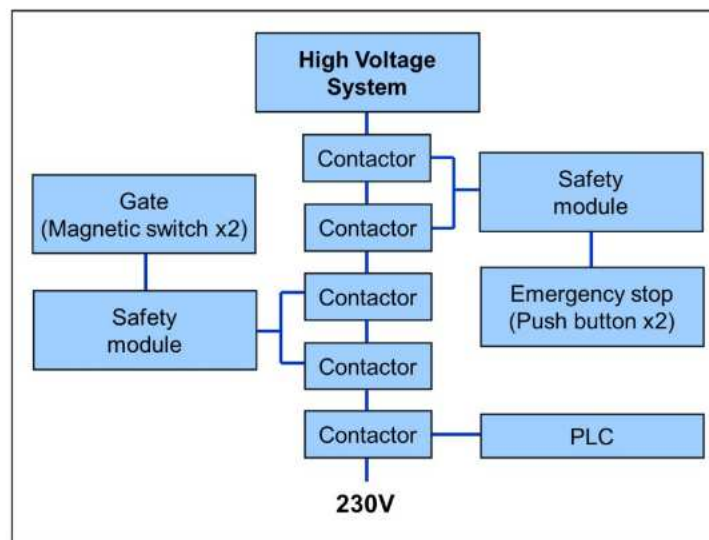 High Voltage
System
Contactor
Gate
(Magnetic switch x2)
Safety
module
Contactor
Safety
module
Contactor
Emergency stop
(Push button x2)
Contactor
Contactor
PLC
230V